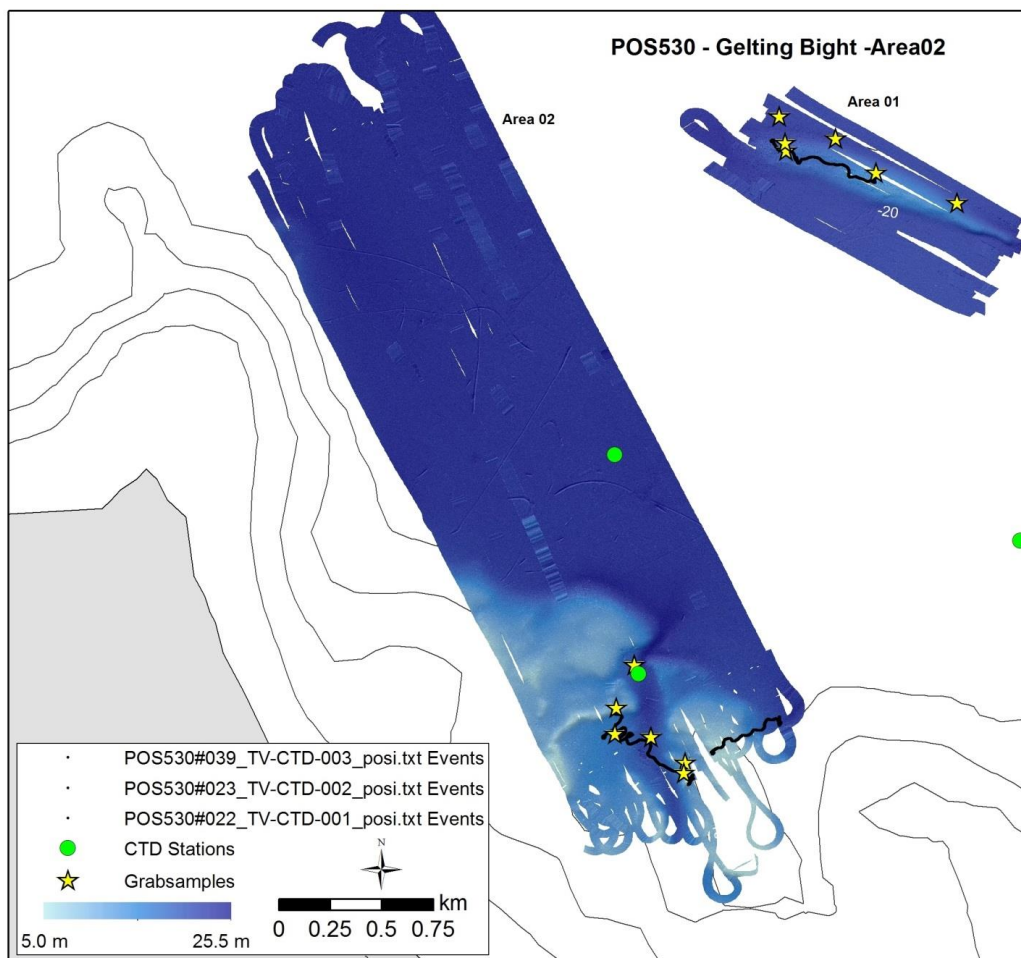 POS530 - Gelting Bight -Area02
Area 01
Area 02
-20
POS530#039_TV-CTD-003_posi.txt Events
POS530#023_TV-CTD-002_posi.txt Events
POS530#022_TV-CTD-001_posi.txt Events
CTD Stations
N
Grabsamples
km
5.0 m 25.5 m
0 0.25 0.5 0.75